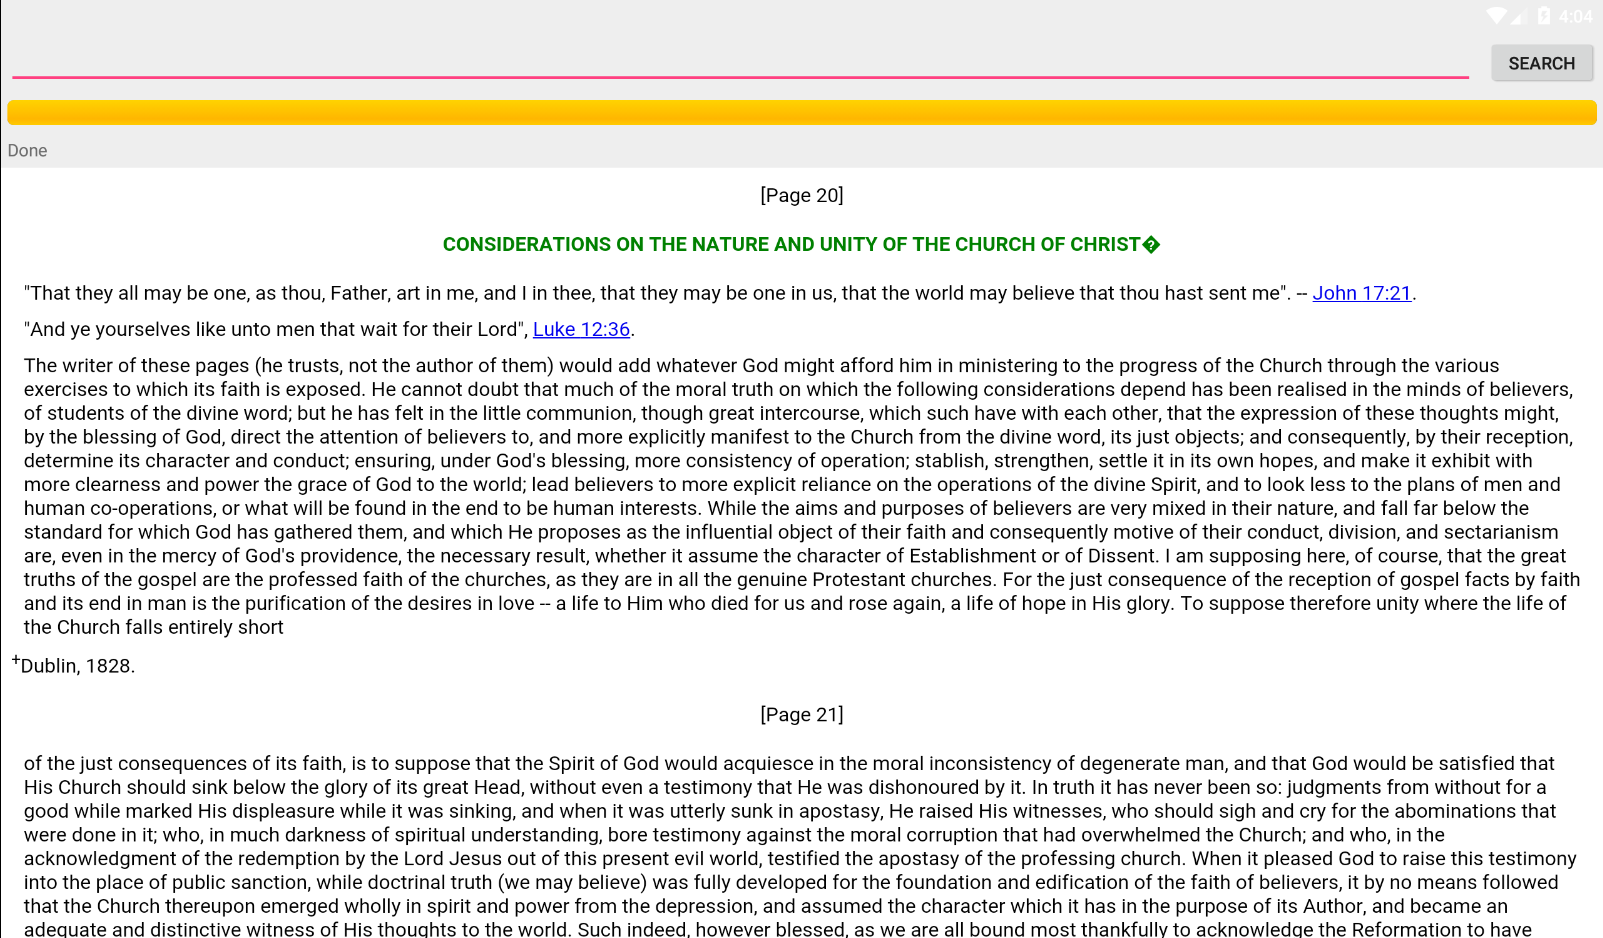 4:04
SEARCH
Done
[Page 20]
CONSIDERATIONS ON THE NATURE AND UNITY OF THE CHURCH OF CHRIST�
"That they all may be one, as thou, Father, art in me, and I in thee, that they may be one in us, that the world may believe that thou hast sent me". -- John 17:21.
"And ye yourselves like unto men that wait for their Lord", Luke 12:36.
The writer of these pages (he trusts, not the author of them) would add whatever God might afford him in ministering to the progress of the Church through the various
exercises to which its faith is exposed. He cannot doubt that much of the moral truth on which the following considerations depend has been realised in the minds of believers,
of students of the divine word; but he has felt in the little communion, though great intercourse, which such have with each other, that the expression of these thoughts might,
by the blessing of God, direct the attention of believers to, and more explicitly manifest to the Church from the divine word, its just objects; and consequently, by their reception,
determine its character and conduct; ensuring, under God's blessing, more consistency of operation; stablish, strengthen, settle it in its own hopes, and make it exhibit with
more clearness and power the grace of God to the world; lead believers to more explicit reliance on the operations of the divine Spirit, and to look less to the plans of men and
human co-operations, or what will be found in the end to be human interests. While the aims and purposes of believers are very mixed in their nature, and fall far below the
standard for which God has gathered them, and which He proposes as the influential object of their faith and consequently motive of their conduct, division, and sectarianism
are, even in the mercy of God's providence, the necessary result, whether it assume the character of Establishment or of Dissent. I am supposing here, of course, that the great
truths of the gospel are the professed faith of the churches, as they are in all the genuine Protestant churches. For the just consequence of the reception of gospel facts by faith
and its end in man is the purification of the desires in love -- a life to Him who died for us and rose again, a life of hope in His glory. To suppose therefore unity where the life of
the Church falls entirely short
+Dublin, 1828.
[Page 21]
of the just consequences of its faith, is to suppose that the Spirit of God would acquiesce in the moral inconsistency of degenerate man, and that God would be satisfied that
His Church should sink below the glory of its great Head, without even a testimony that He was dishonoured by it. In truth it has never been so: judgments from without for a
good while marked His displeasure while it was sinking, and when it was utterly sunk in apostasy, He raised His witnesses, who should sigh and cry for the abominations that
were done in it; who, in much darkness of spiritual understanding, bore testimony against the moral corruption that had overwhelmed the Church; and who, in the
acknowledgment of the redemption by the Lord Jesus out of this present evil world, testified the apostasy of the professing church. When it pleased God to raise this testimony
into the place of public sanction, while doctrinal truth (we may believe) was fully developed for the foundation and edification of the faith of believers, it by no means followed
that the Church thereupon emerged wholly in spirit and power from the depression, and assumed the character which it has in the purpose of its Author, and became an
adequate and distinctive witness of His thoughts to the world. Such indeed, however blessed, as we are all bound most thankfully to acknowledge the Reformation to have